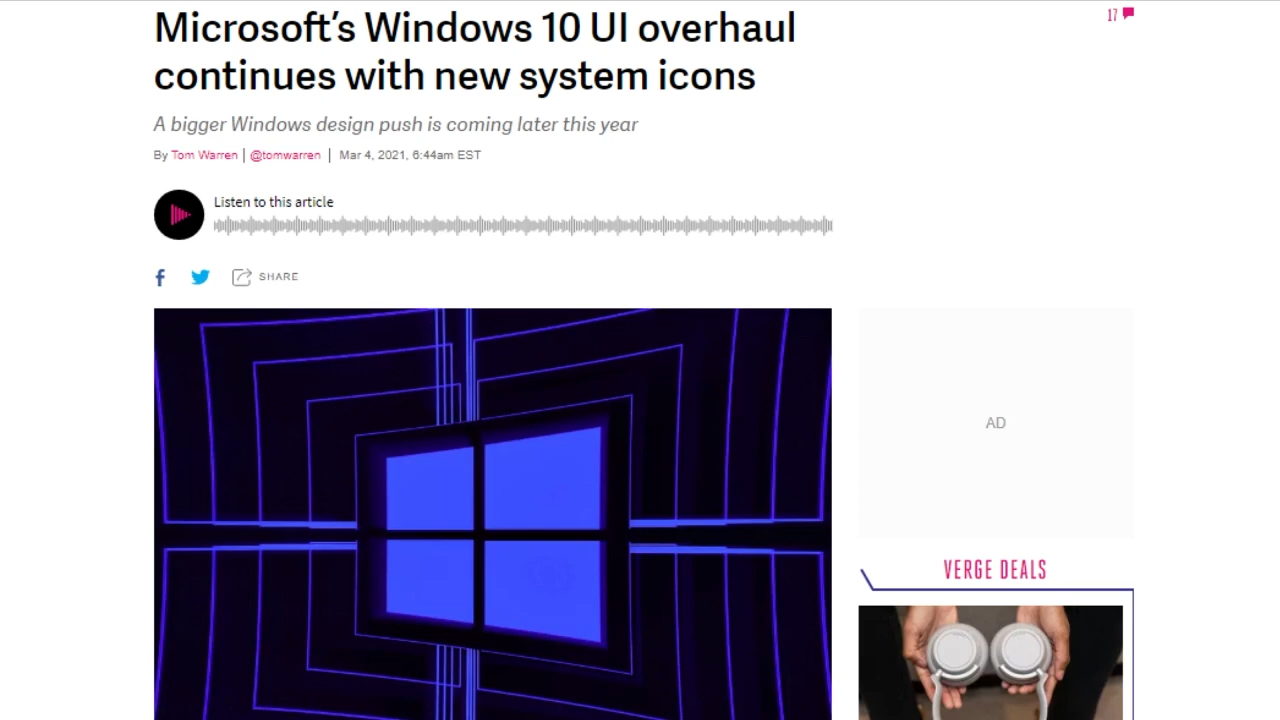 Microsoft’s Windows 10 UI overhaul
continues with new system icons
17
A bigger Windows design push is coming later this year
By Tom Warren | @tomwarren | Mar 4, 2021, 6:44am EST
Listen to this article
SHARE
AD
VERGE DEALS